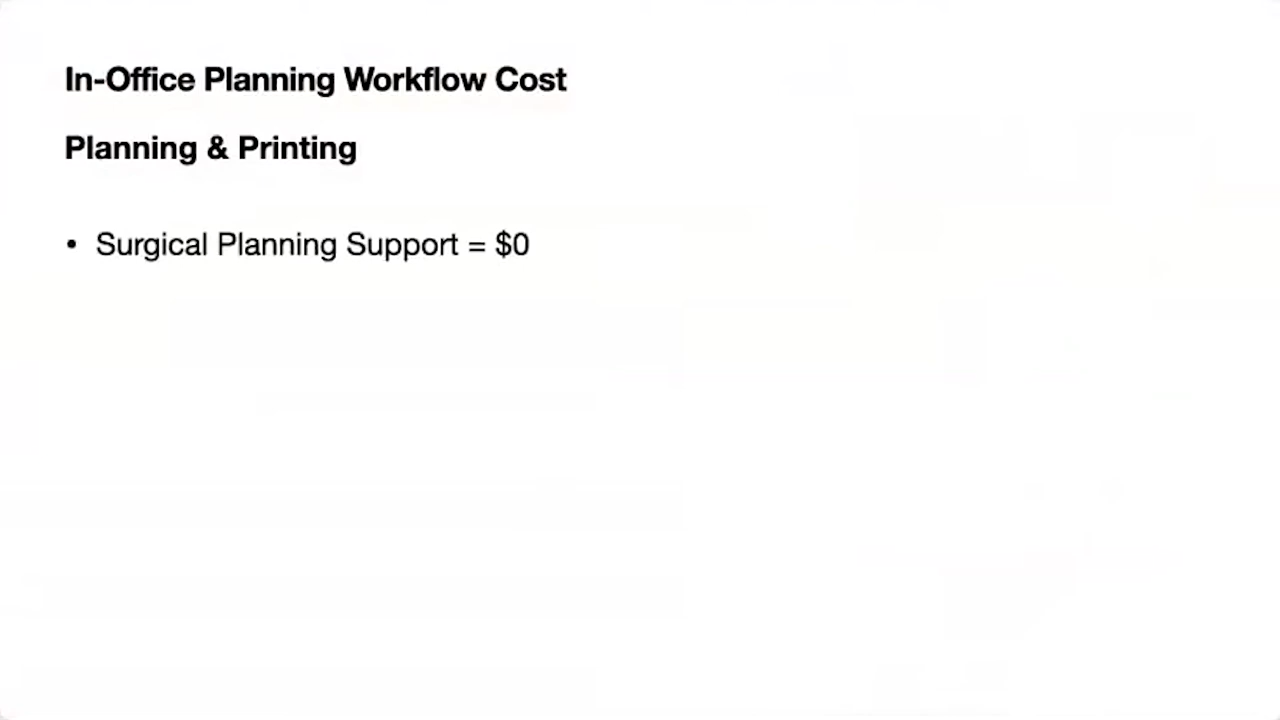 In-Office Planning Workflow Cost
Planning & Printing
• Surgical Planning Support = $0